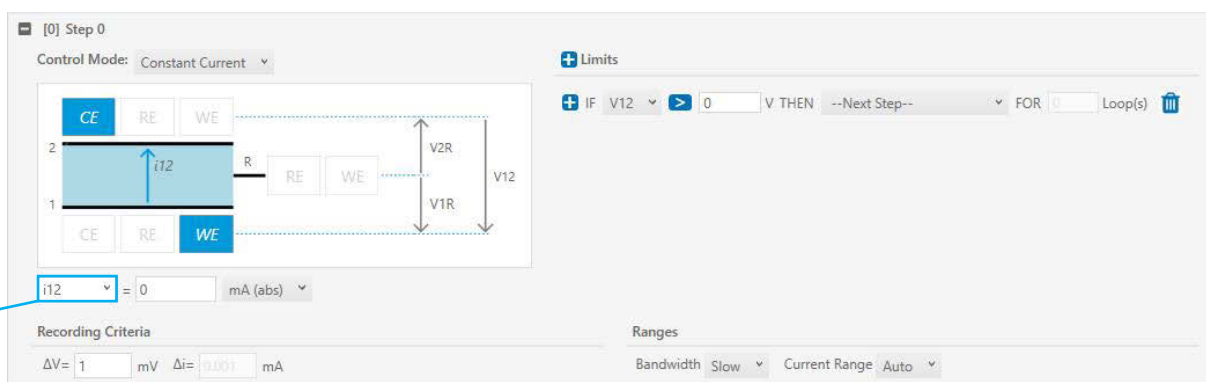 [0] Step 0
Control Mode: Constant Current
Limits
IF V12 > 0 V THEN --Next Step-- FOR 0 Loop(s)
CE RE WE
2
i12
R
RE WE
V2R
V12
V1R
1
CE RE WE
i12 = 0 mA (abs)
Recording Criteria
Ranges
ΔV= 1 mV Δi= 0.001 mA
Bandwidth Slow Current Range Auto